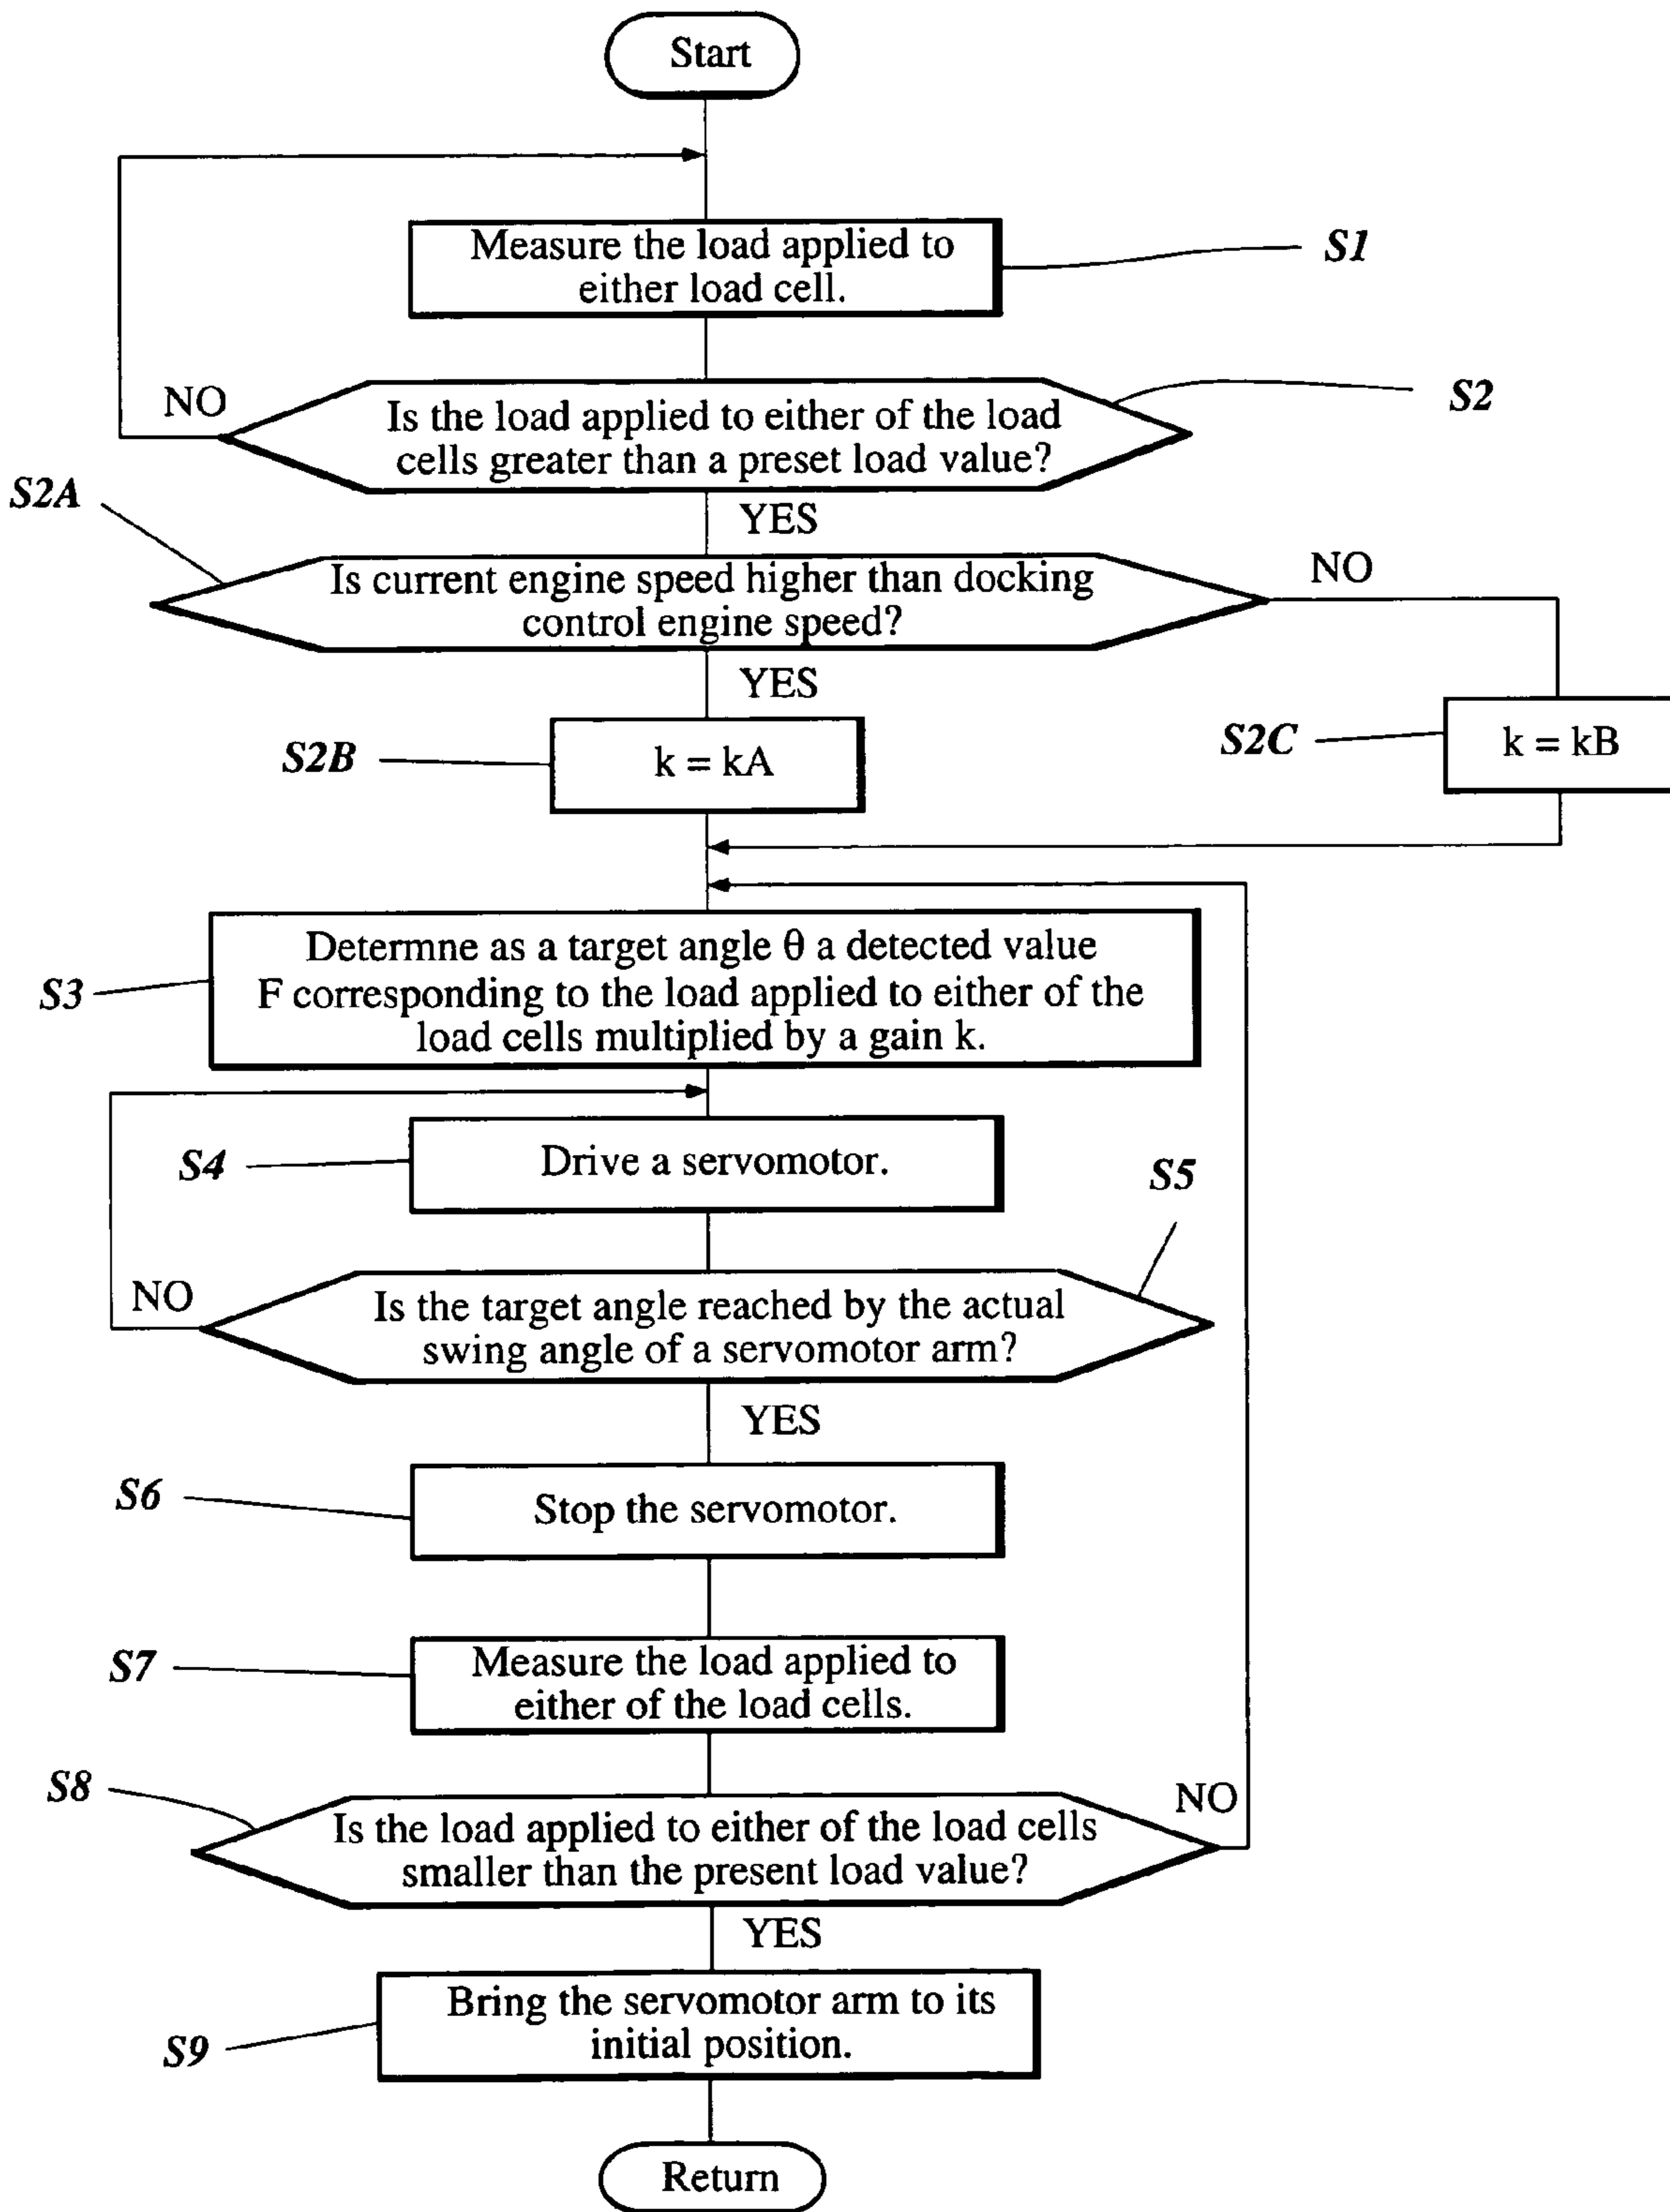 Start
Measure the load applied to
either load cell.
S1
NO
Is the load applied to either of the load
cells greater than a preset load value?
S2
S2A
YES
Is current engine speed higher than docking
control engine speed?
NO
YES
S2B
k = kA
S2C
k = kB
S3
Determne as a target angle θ a detected value
F corresponding to the load applied to either of the
load cells multiplied by a gain k.
S4
Drive a servomotor.
S5
NO
Is the target angle reached by the actual
swing angle of a servomotor arm?
YES
S6
Stop the servomotor.
S7
Measure the load applied to
either of the load cells.
S8
NO
Is the load applied to either of the load cells
smaller than the present load value?
YES
S9
Bring the servomotor arm to its
initial position.
Return